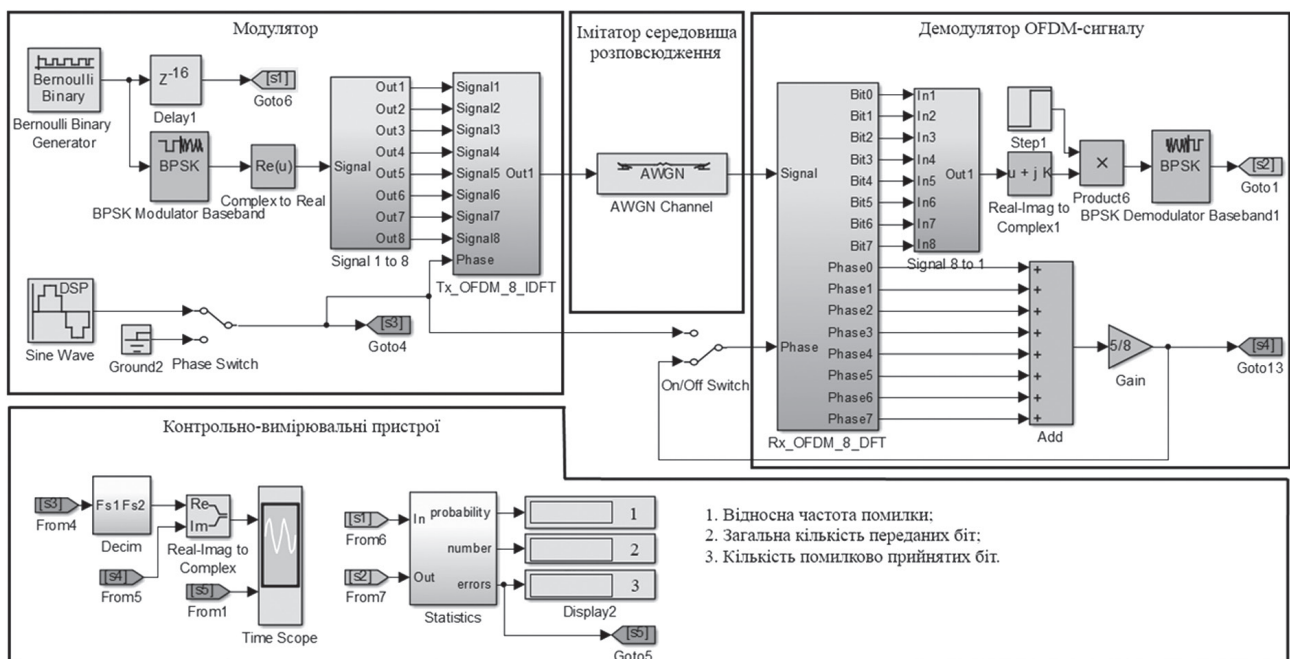 Модулятор
Bernoulli
Binary
Bernoulli Binary
Generator
Z-16
Delay1
[s1]
Goto6
BPSK
BPSK Modulator Baseband
Re(u)
Complex to Real
Signal
Out1
Out2
Out3
Out4
Out5
Out6
Out7
Out8
Signal 1 to 8
Signal1
Signal2
Signal3
Signal4
Signal5
Signal6
Signal7
Signal8
Phase
Out1
Tx_OFDM_8_IDFT
DSP
Sine Wave
Ground2
Phase Switch
[s3]
Goto4
Імітатор середовища
розповсюдження
AWGN
AWGN Channel
On/Off Switch
Демодулятор OFDM-сигналу
Signal
Phase
Bit0
Bit1
Bit2
Bit3
Bit4
Bit5
Bit6
Bit7
Phase0
Phase1
Phase2
Phase3
Phase4
Phase5
Phase6
Phase7
Rx_OFDM_8_DFT
In1
In2
In3
In4
In5
In6
In7
In8
Out1
Signal 8 to 1
Step1
u + j K
Real-Imag to
Complex1
×
Product6
BPSK
BPSK Demodulator Baseband1
[s2]
Goto1
+
+
+
+
+
+
+
+
Add
5/8
Gain
[s4]
Goto13
Контрольно-вимірювальні пристрої
[s3]
From4
Fs1 Fs2
Decim
[s4]
From5
Re
Im
Real-Imag to
Complex
[s5]
From1
Time Scope
[s1]
From6
[s2]
From7
In
Out
probability
number
errors
Statistics
1
2
3
Display2
[s5]
Goto5
1. Відносна частота помилки;
2. Загальна кількість переданих біт;
3. Кількість помилково прийнятих біт.